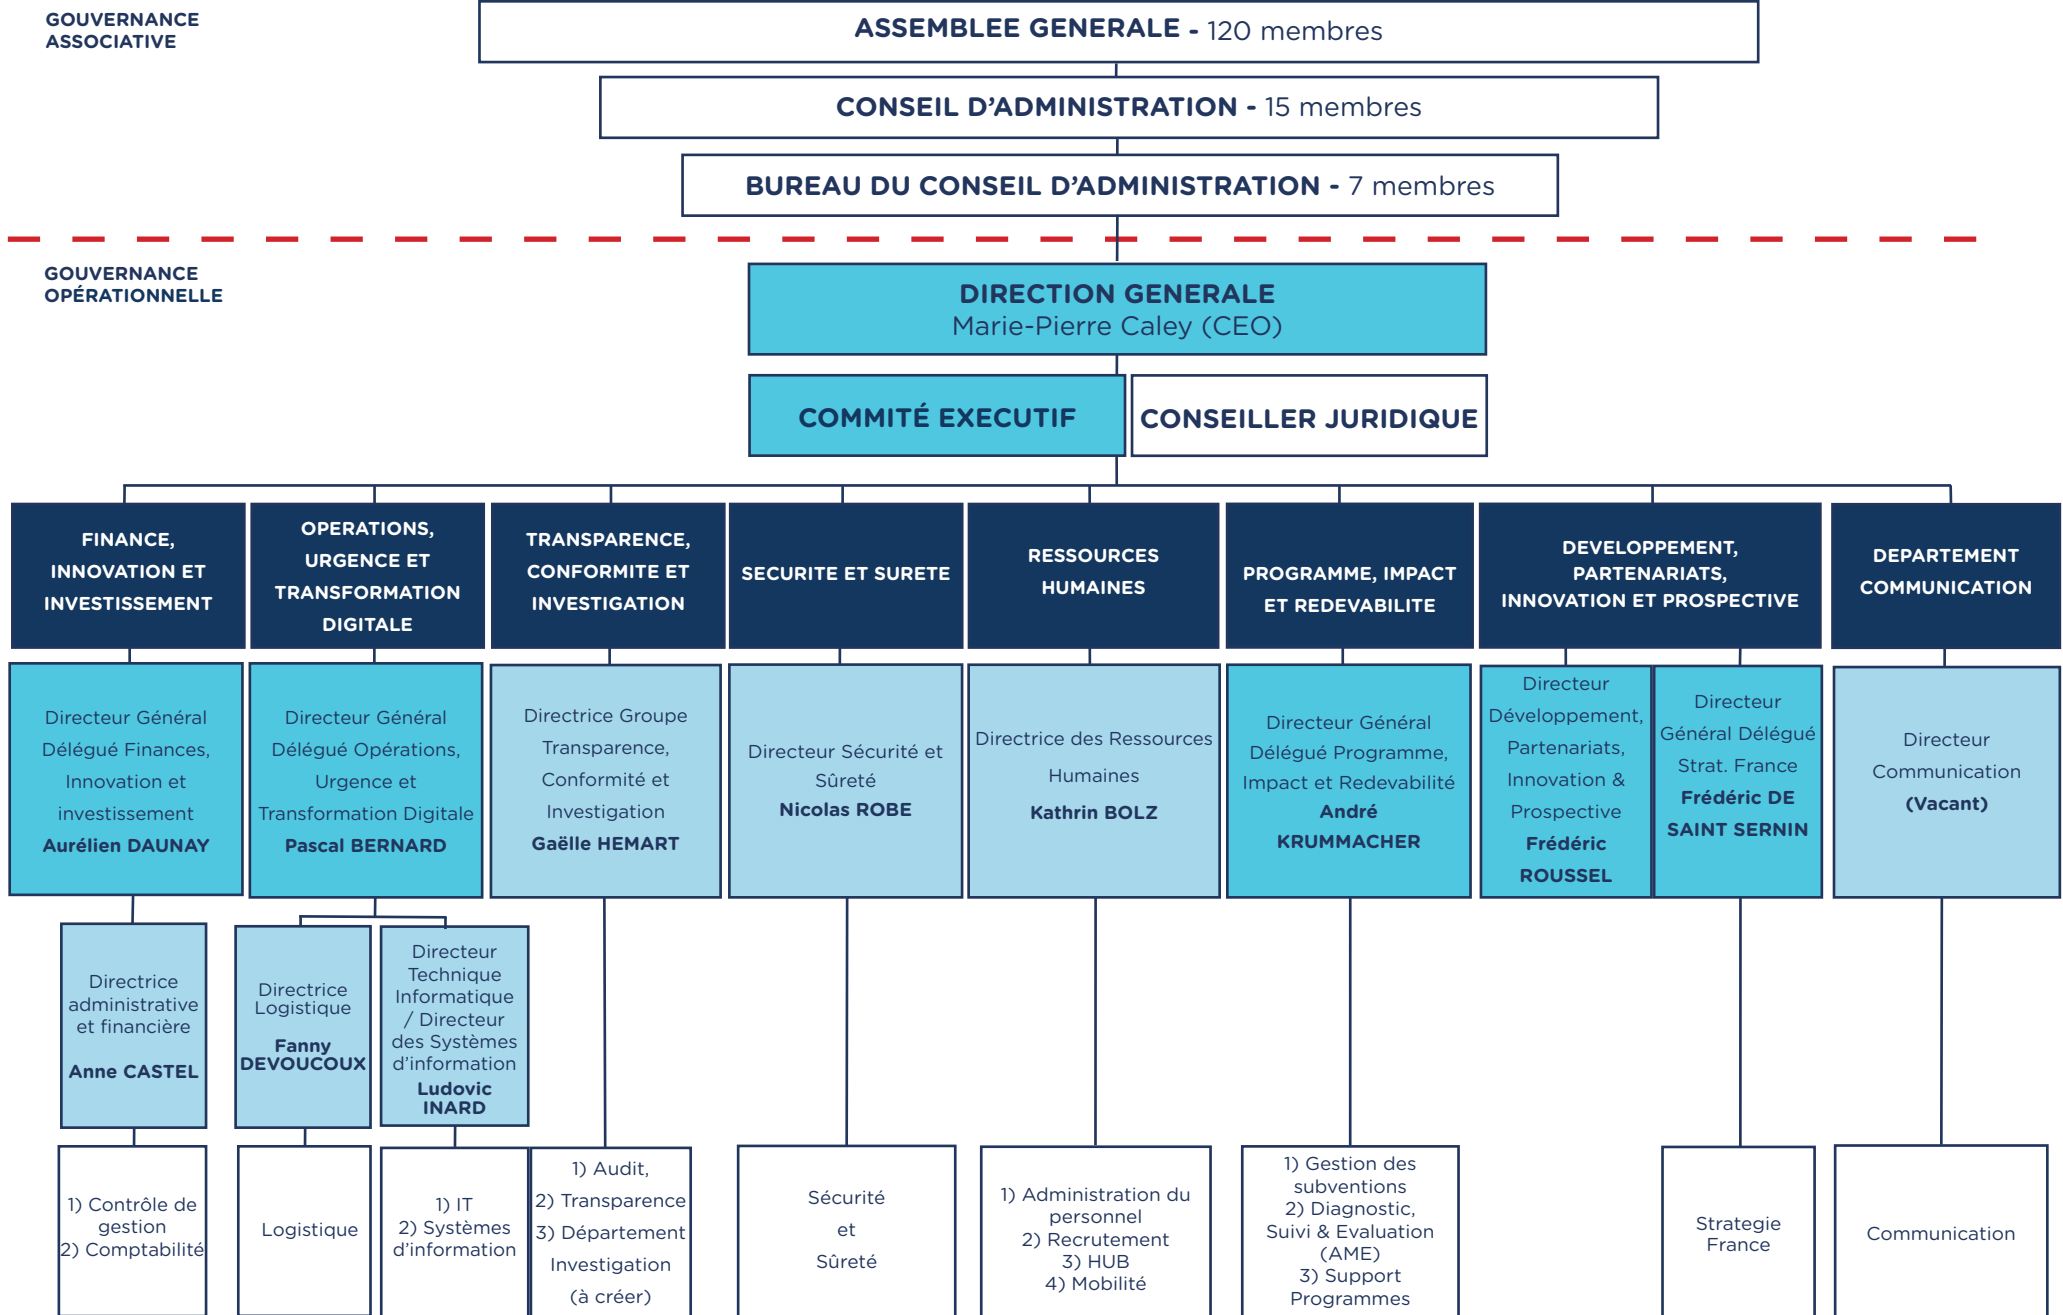 GOUVERNANCE
ASSOCIATIVE
ASSEMBLEE GENERALE - 120 membres
CONSEIL D'ADMINISTRATION - 15 membres
BUREAU DU CONSEIL D'ADMINISTRATION - 7 membres
GOUVERNANCE
OPÉRATIONNELLE
DIRECTION GENERALE
Marie-Pierre Caley (CEO)
COMMITÉ EXECUTIF
CONSEILLER JURIDIQUE
FINANCE,
INNOVATION ET
INVESTISSEMENT
OPERATIONS,
URGENCE ET
TRANSFORMATION
DIGITALE
TRANSPARENCE,
CONFORMITE ET
INVESTIGATION
SECURITE ET SURETE
RESSOURCES
HUMAINES
PROGRAMME, IMPACT
ET REDEVABILITE
DEVELOPPEMENT,
PARTENARIATS,
INNOVATION ET PROSPECTIVE
DEPARTEMENT
COMMUNICATION
Directeur Général
Délégué Finances,
Innovation et
investissement
Aurélien DAUNAY
Directeur Général
Délégué Opérations,
Urgence et
Transformation Digitale
Pascal BERNARD
Directrice Groupe
Transparence,
Conformité et
Investigation
Gaëlle HEMART
Directeur Sécurité et
Sûreté
Nicolas ROBE
Directrice des Ressources
Humaines
Kathrin BOLZ
Directeur Général
Délégué Programme,
Impact et Redevabilité
André
KRUMMACHER
Directeur
Développement,
Partenariats,
Innovation &
Prospective
Frédéric
ROUSSEL
Directeur
Général Délégué
Strat. France
Frédéric DE
SAINT SERNIN
Directeur
Communication
(Vacant)
Directrice
administrative
et financière
Anne CASTEL
Directrice
Logistique
Fanny
DEVOUCOUX
Directeur
Technique
Informatique
/ Directeur
des Systèmes
d'information
Ludovic
INARD
1) Contrôle de
gestion
2) Comptabilité
Logistique
1) IT
2) Systèmes
d'information
1) Audit,
2) Transparence
3) Département
Investigation
(à créer)
Sécurité
et
Sûreté
1) Administration du
personnel
2) Recrutement
3) HUB
4) Mobilité
1) Gestion des
subventions
2) Diagnostic,
Suivi & Evaluation
(AME)
3) Support
Programmes
Strategie
France
Communication